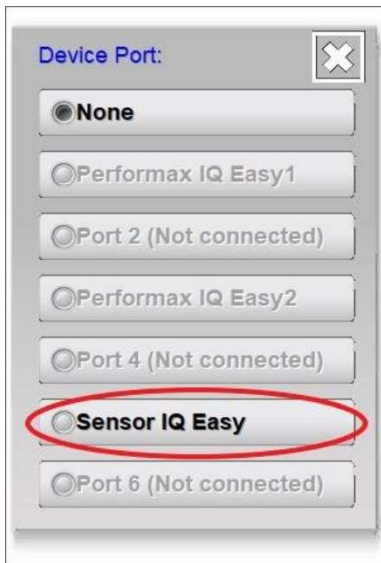 Device Port:
None
Performax IQ Easy1
Port 2 (Not connected)
Performax IQ Easy2
Port 4 (Not connected)
Sensor IQ Easy
Port 6 (Not connected)